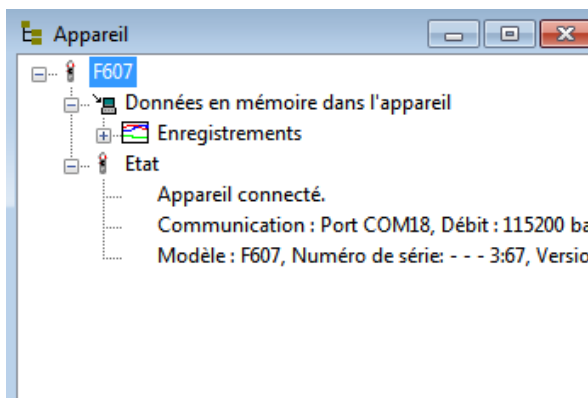 Appareil
F607
Données en mémoire dans l'appareil
Enregistrements
Etat
Appareil connecté.
Communication : Port COM18, Débit : 115200 ba
Modèle : F607, Numéro de série: - - - 3:67, Versio